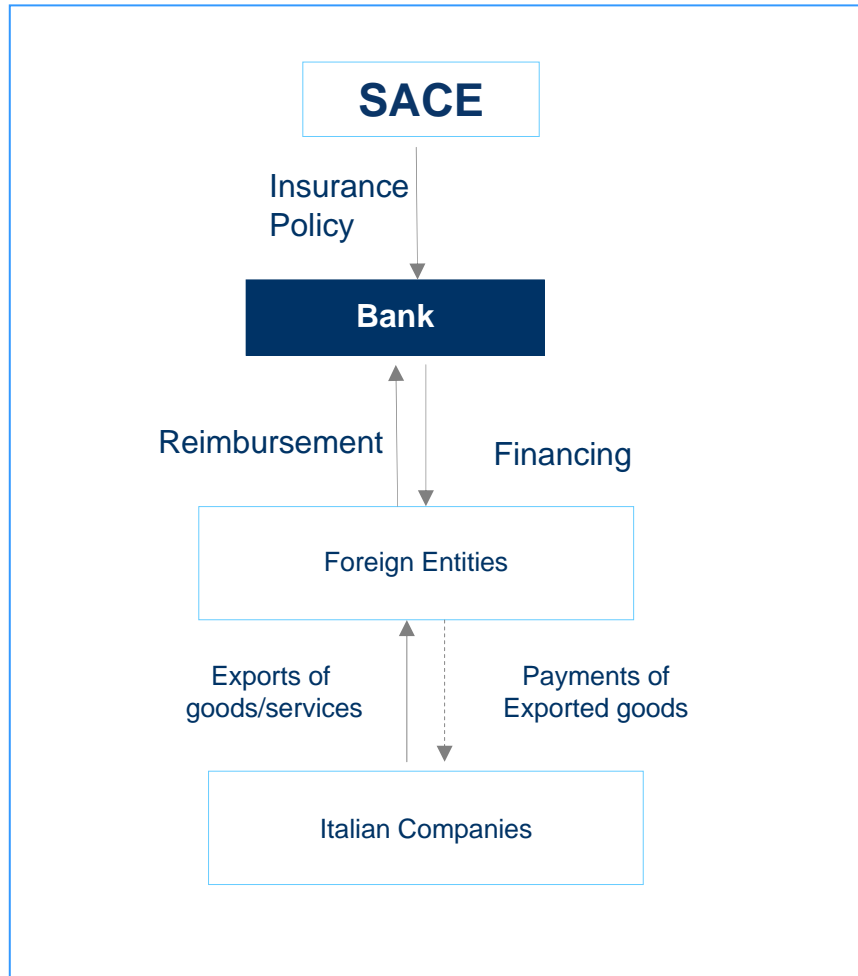 SACE
Insurance
Policy
Bank
Reimbursement
Financing
Foreign Entities
Exports of
goods/services
Payments of
Exported goods
Italian Companies